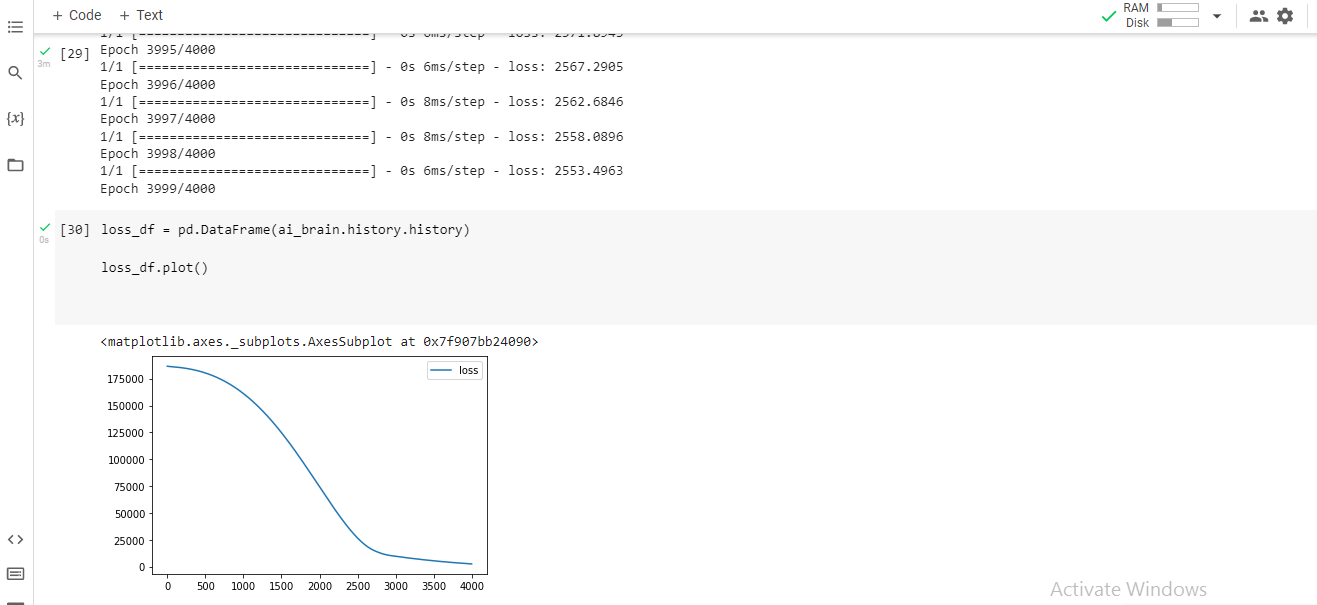 + Code + Text
RAM
Disk
[29]
3m
Epoch 3995/4000
1/1 [==============================] - 0s 6ms/step - loss: 2567.2905
Epoch 3996/4000
1/1 [==============================] - 0s 8ms/step - loss: 2562.6846
Epoch 3997/4000
1/1 [==============================] - 0s 8ms/step - loss: 2558.0896
Epoch 3998/4000
1/1 [==============================] - 0s 6ms/step - loss: 2553.4963
Epoch 3999/4000
{x}
[30] loss_df = pd.DataFrame(ai_brain.history.history)
0s
loss_df.plot()
<matplotlib.axes._subplots.AxesSubplot at 0x7f907bb24090>
loss
175000
150000
125000
100000
75000
50000
25000
0
0 500 1000 1500 2000 2500 3000 3500 4000
Activate Windows